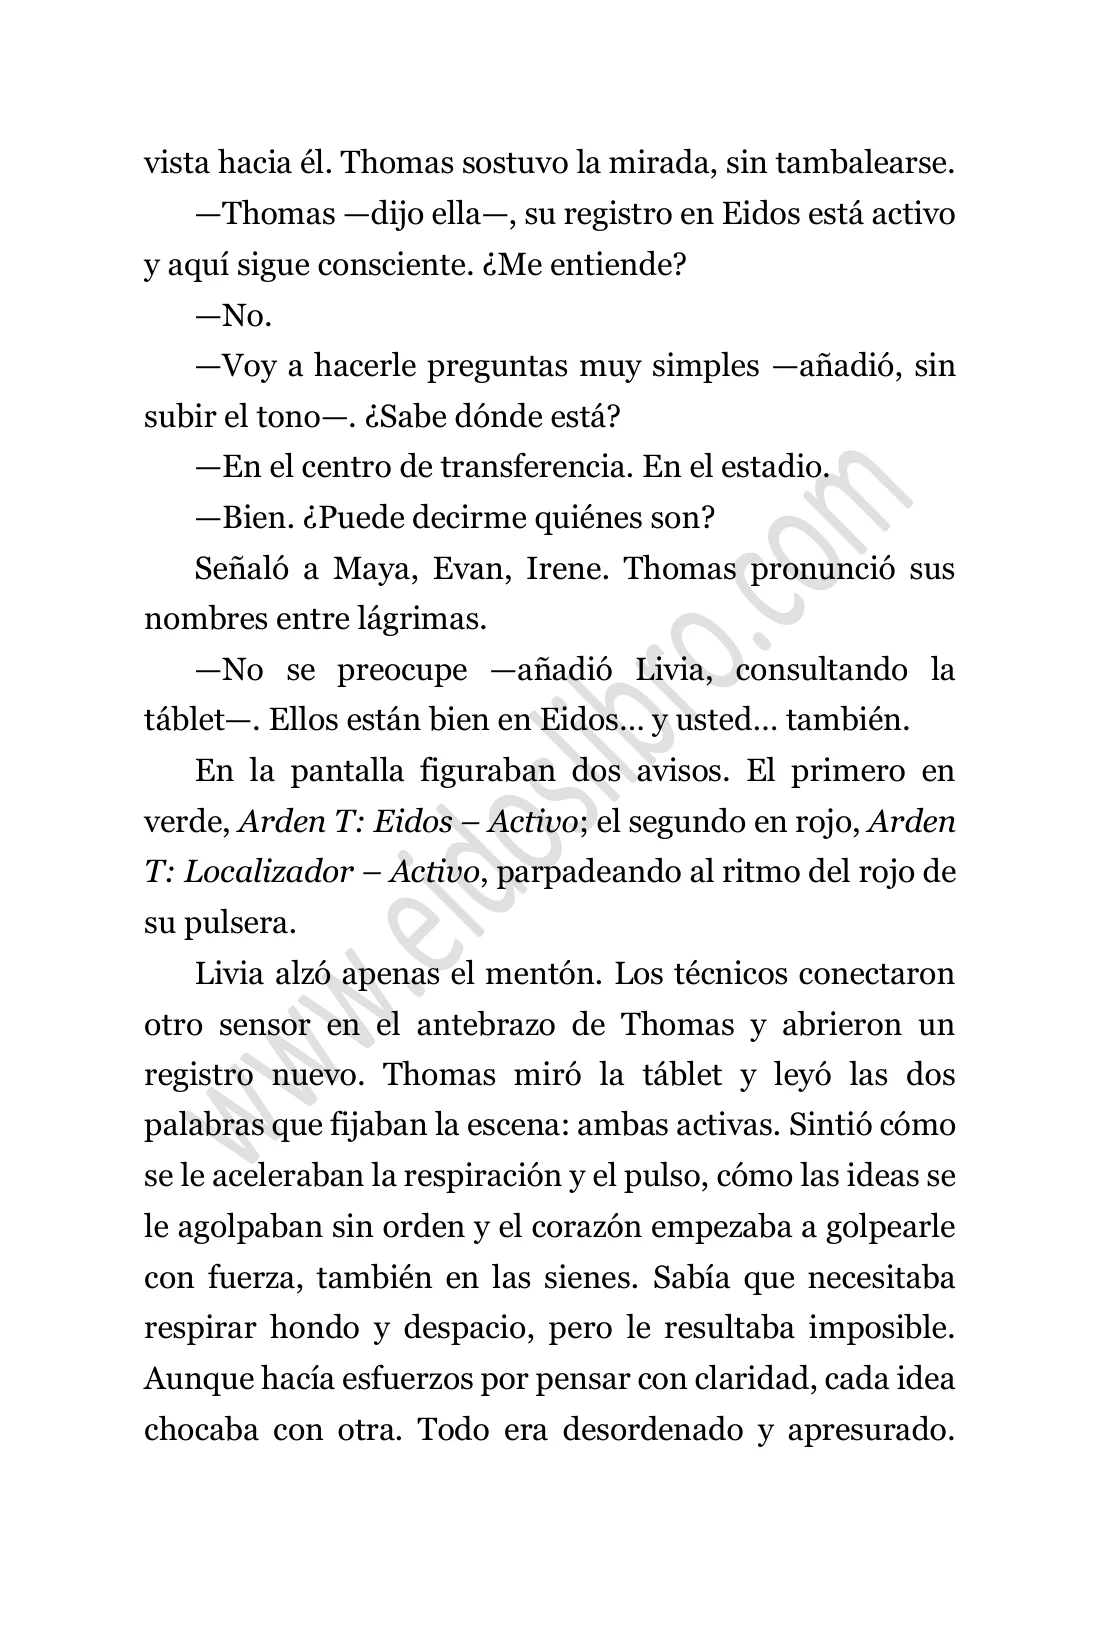 vista hacia él. Thomas sostuvo la mirada, sin tambalearse.
—Thomas —dijo ella—, su registro en Eidos está activo
y aquí sigue consciente. ¿Me entiende?
—No.
—Voy a hacerle preguntas muy simples —añadió, sin
subir el tono—. ¿Sabe dónde está?
—En el centro de transferencia. En el estadio.
—Bien. ¿Puede decirme quiénes son?
Señaló a Maya, Evan, Irene. Thomas pronunció sus
nombres entre lágrimas.
—No se preocupe —añadió Livia, consultando la
táblet—. Ellos están bien en Eidos… y usted… también.
En la pantalla figuraban dos avisos. El primero en
verde, Arden T: Eidos – Activo; el segundo en rojo, Arden
T: Localizador – Activo, parpadeando al ritmo del rojo de
su pulsera.
Livia alzó apenas el mentón. Los técnicos conectaron
otro sensor en el antebrazo de Thomas y abrieron un
registro nuevo. Thomas miró la táblet y leyó las dos
palabras que fijaban la escena: ambas activas. Sintió cómo
se le aceleraban la respiración y el pulso, cómo las ideas se
le agolpaban sin orden y el corazón empezaba a golpearle
con fuerza, también en las sienes. Sabía que necesitaba
respirar hondo y despacio, pero le resultaba imposible.
Aunque hacía esfuerzos por pensar con claridad, cada idea
chocaba con otra. Todo era desordenado y apresurado.
www.eidoslibro.com